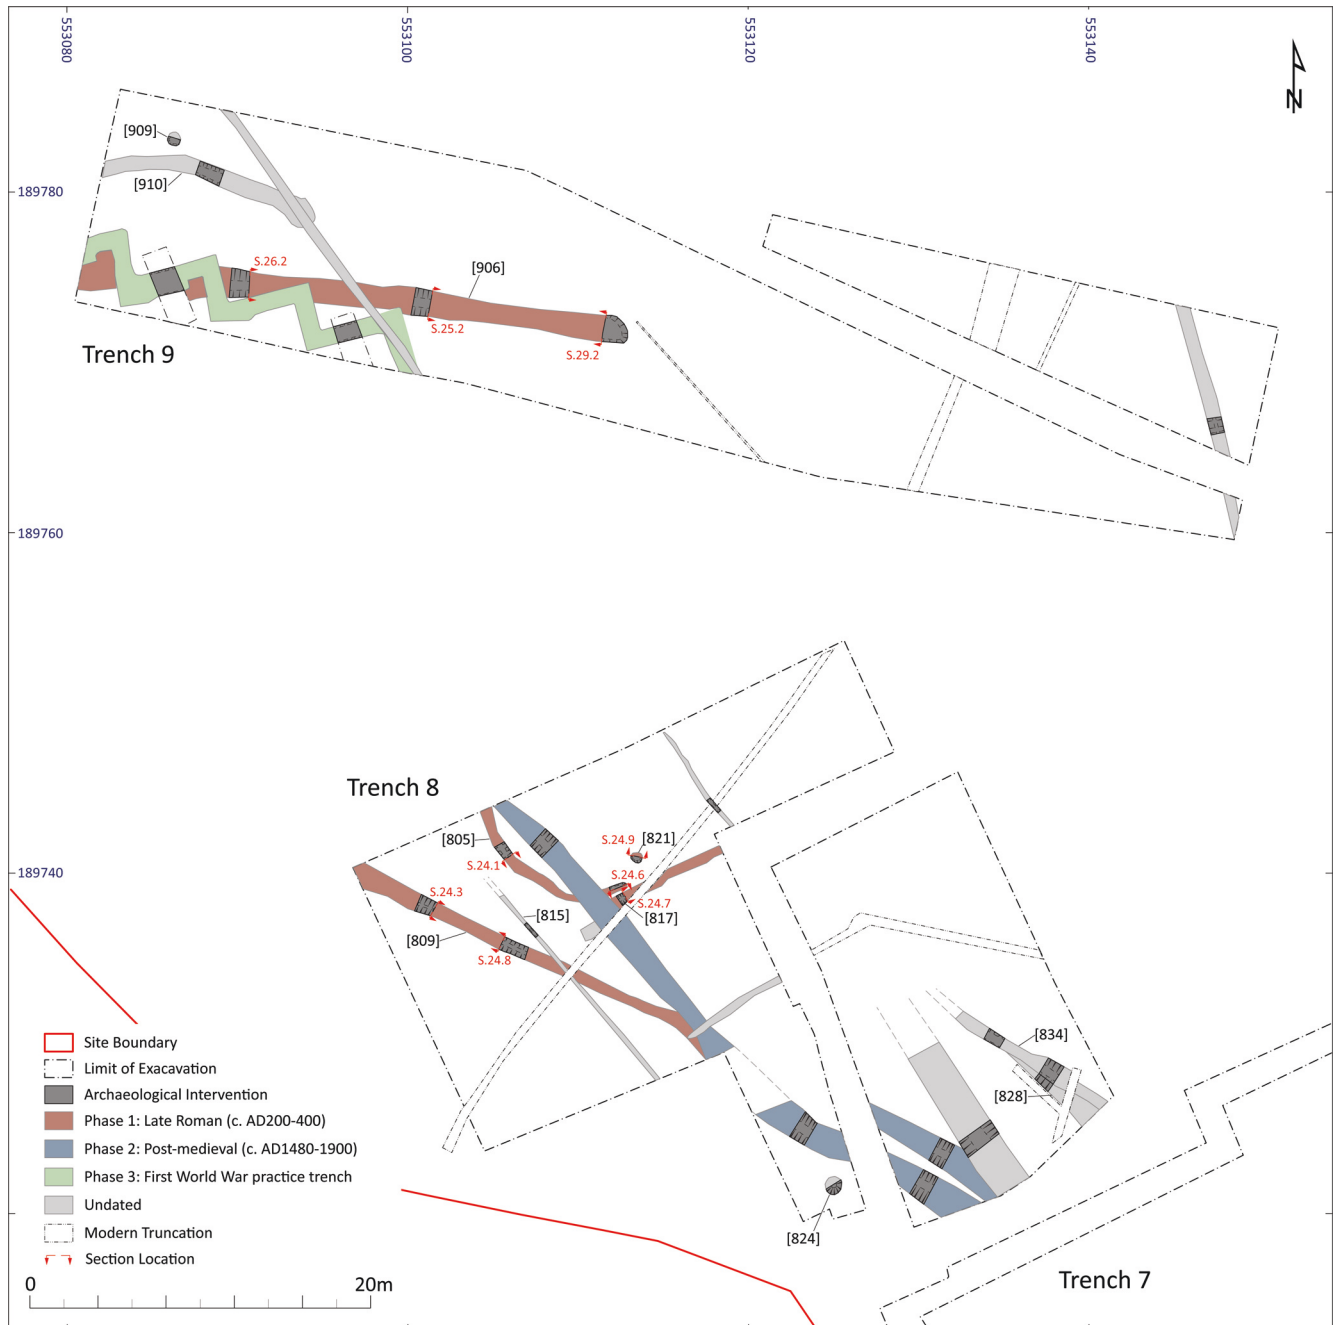 553080
553100
553120
553140
N
[909]
[910]
189780
S.26.2
[906]
S.25.2
S.29.2
Trench 9
189760
Trench 8
[805]
S.24.9
[821]
S.24.1
S.24.6
189740
S.24.3
S.24.7
[815]
[817]
[809]
S.24.8
[834]
[828]
[824]
Trench 7
Site Boundary
Limit of Exacavation
Archaeological Intervention
Phase 1: Late Roman (c. AD200-400)
Phase 2: Post-medieval (c. AD1480-1900)
Phase 3: First World War practice trench
Undated
Modern Truncation
Section Location
0
20m